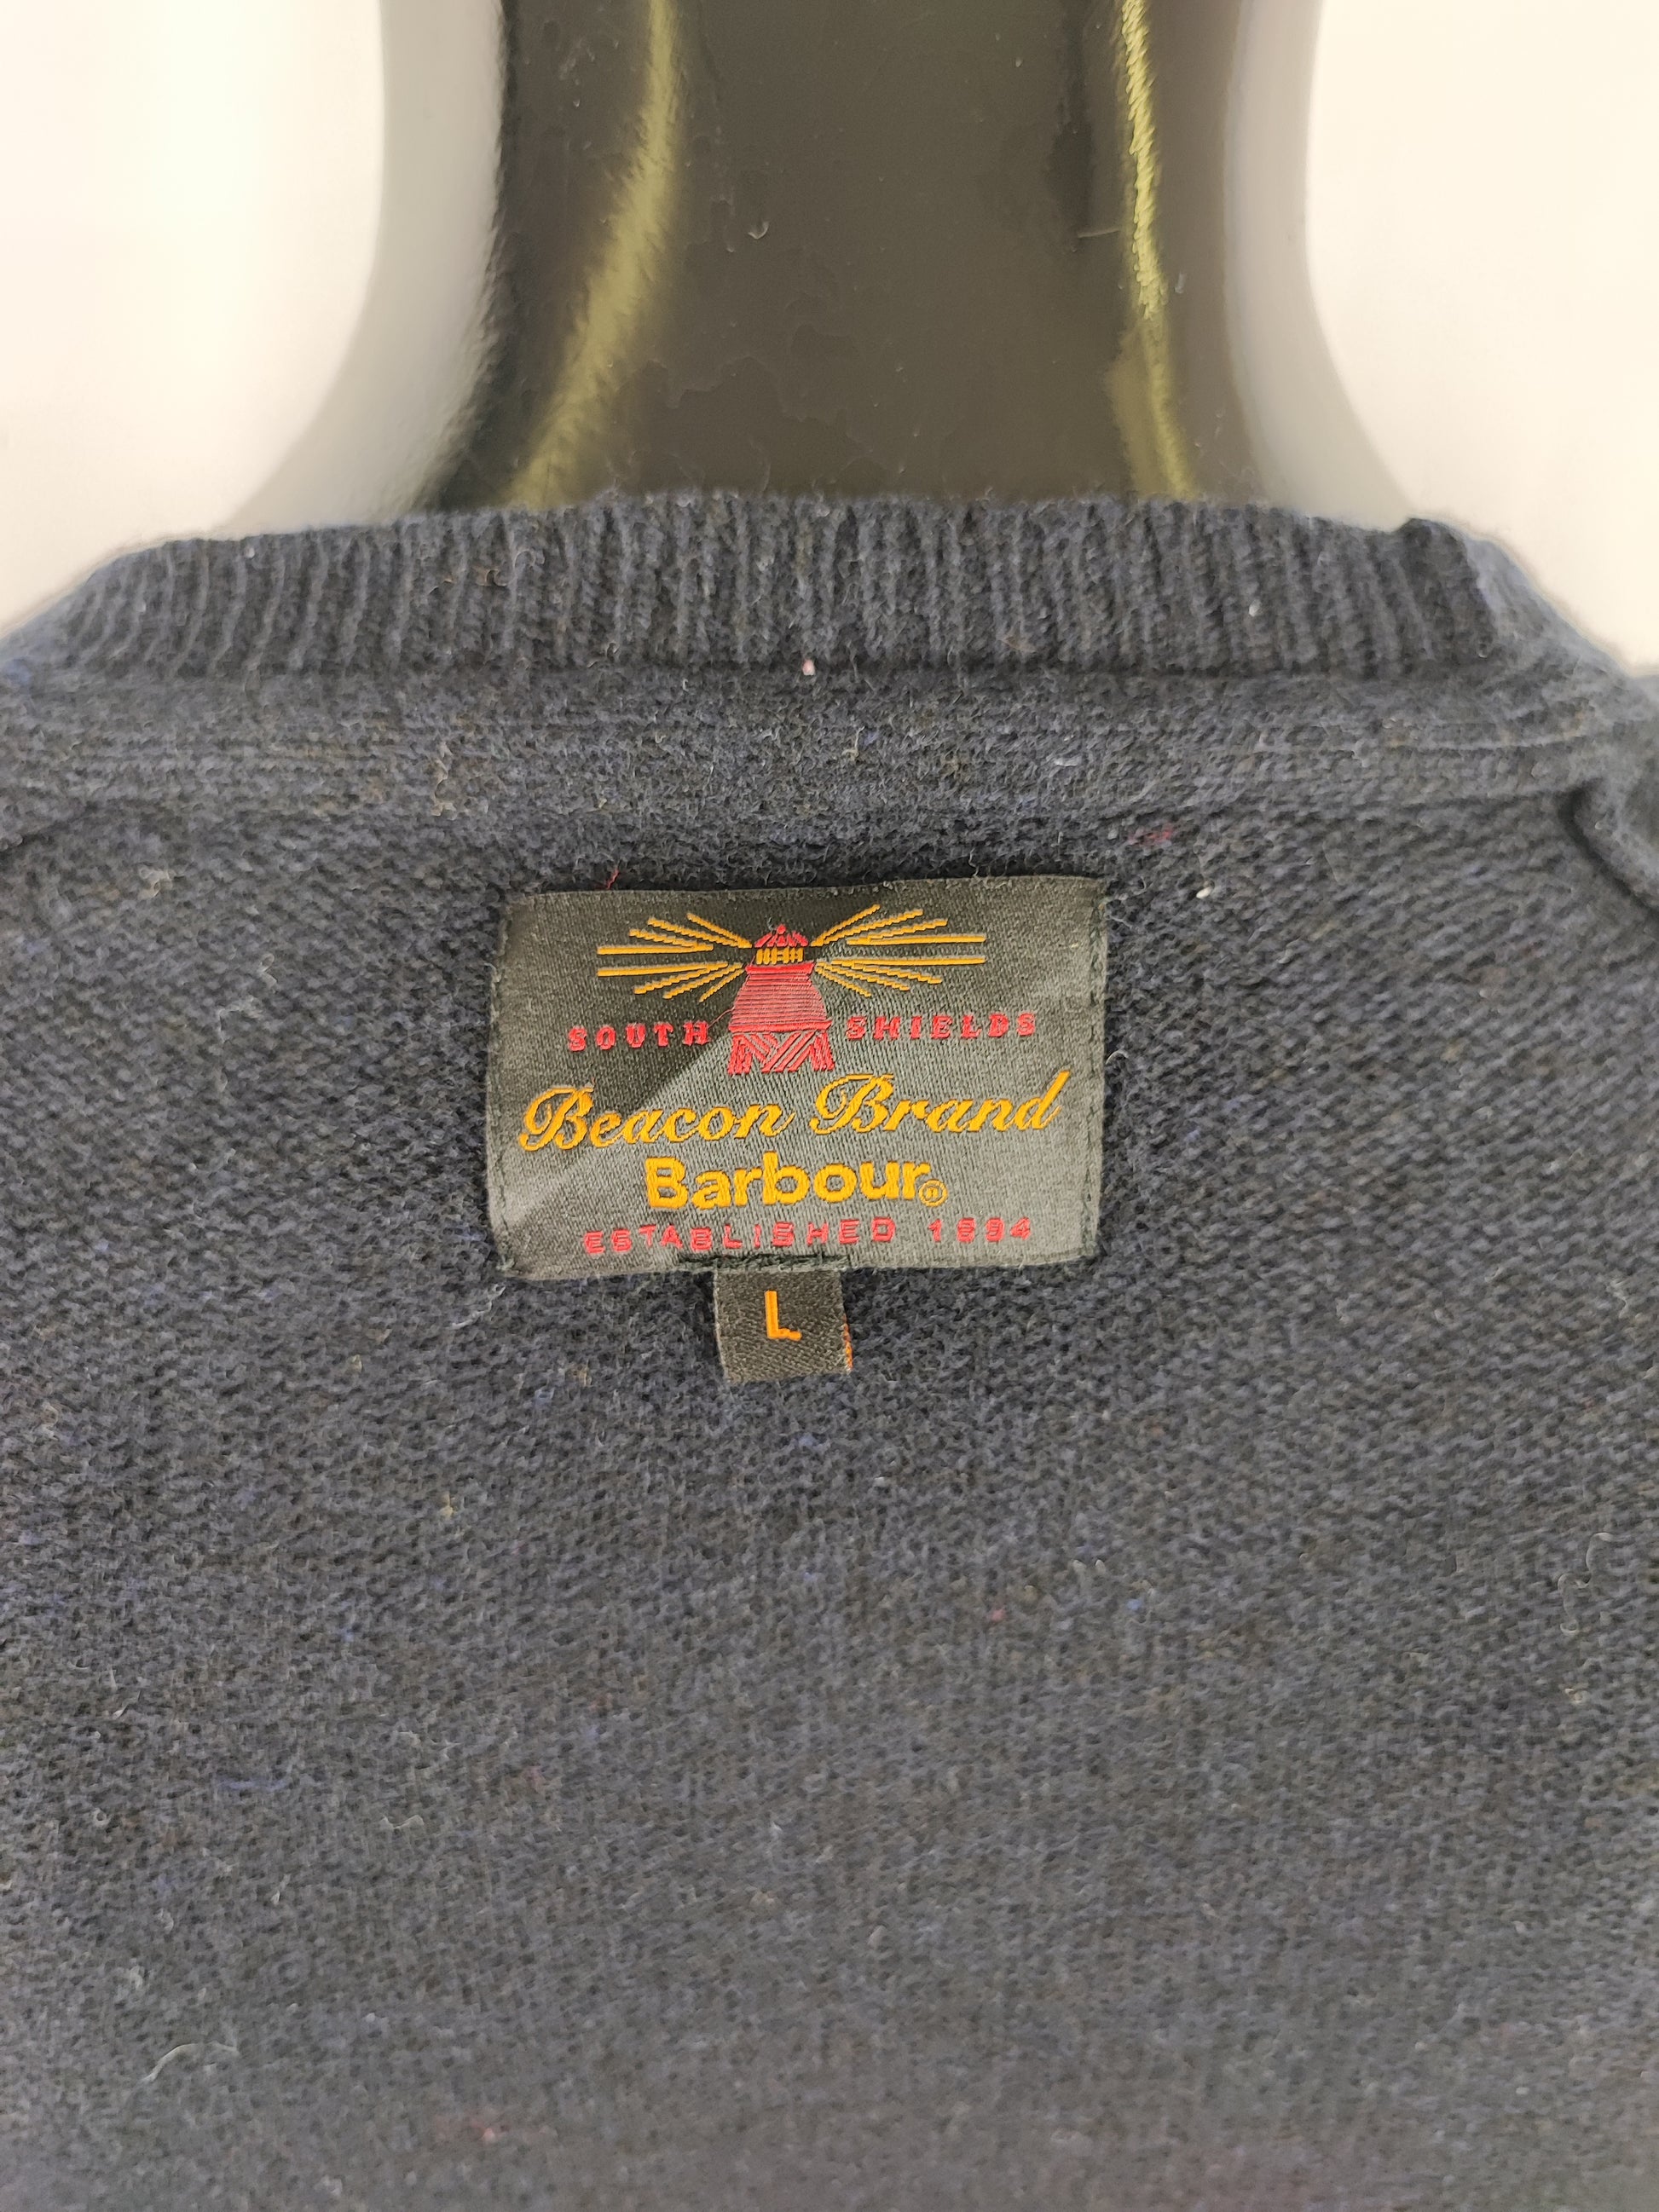 SOUTH SHIELDS
Beacon Brand
Barbour®
ESTABLISHED 1894
L